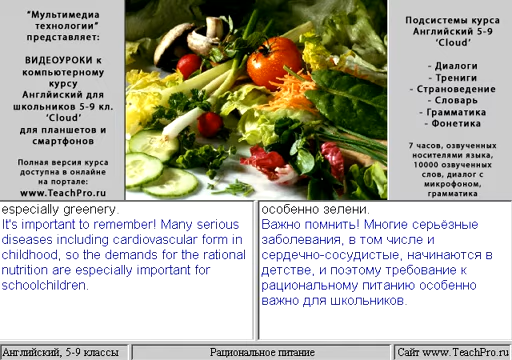 "Мультимедиа
технологии"
представляет:
ВИДЕОУРОКИ к
компьютерному
курсу
Английский для
школьников 5-9 кл.
'Cloud'
для планшетов и
смартфонов
Полная версия курса
доступна в онлайне
на портале:
www.TeachPro.ru
Подсистемы курса
Английский 5-9
'Cloud'
- Диалоги
- Тренинги
- Страноведение
- Словарь
- Грамматика
- Фонетика
7 часов, озвученных
носителями языка,
10000 озвученных
слов, диалог с
микрофоном,
грамматика
especially greenery.
It's important to remember! Many serious
diseases including cardiovascular form in
childhood, so the demands for the rational
nutrition are especially important for
schoolchildren.
особенно зелени.
Важно помнить! Многие серьёзные
заболевания, в том числе и
сердечно-сосудистые, начинаются в
детстве, и поэтому требование к
рациональному питанию особенно
важно для школьников.
Английский, 5-9 классы
Рациональное питание
Сайт www.TeachPro.ru